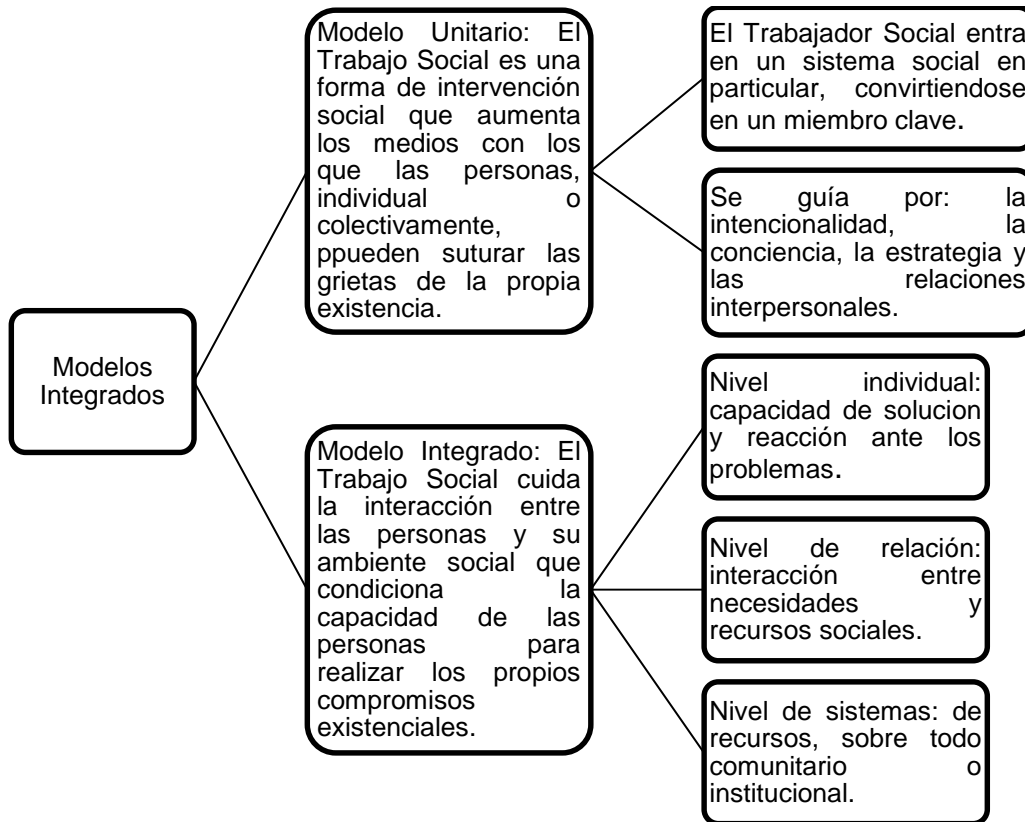 Modelos
Integrados
Modelo Unitario: El
Trabajo Social es una
forma de intervención
social que aumenta
los medios con los
que las personas,
individual o
colectivamente,
ppueden suturar las
grietas de la propia
existencia.
El Trabajador Social entra
en un sistema social en
particular, convirtiendose
en un miembro clave.
Se guía por: la
intencionalidad, la
conciencia, la estrategia y
las relaciones
interpersonales.
Modelo Integrado: El
Trabajo Social cuida
la interacción entre
las personas y su
ambiente social que
condiciona la
capacidad de las
personas para
realizar los propios
compromisos
existenciales.
Nivel individual:
capacidad de solucion
y reacción ante los
problemas.
Nivel de relación:
interacción entre
necesidades y
recursos sociales.
Nivel de sistemas: de
recursos, sobre todo
comunitario o
institucional.